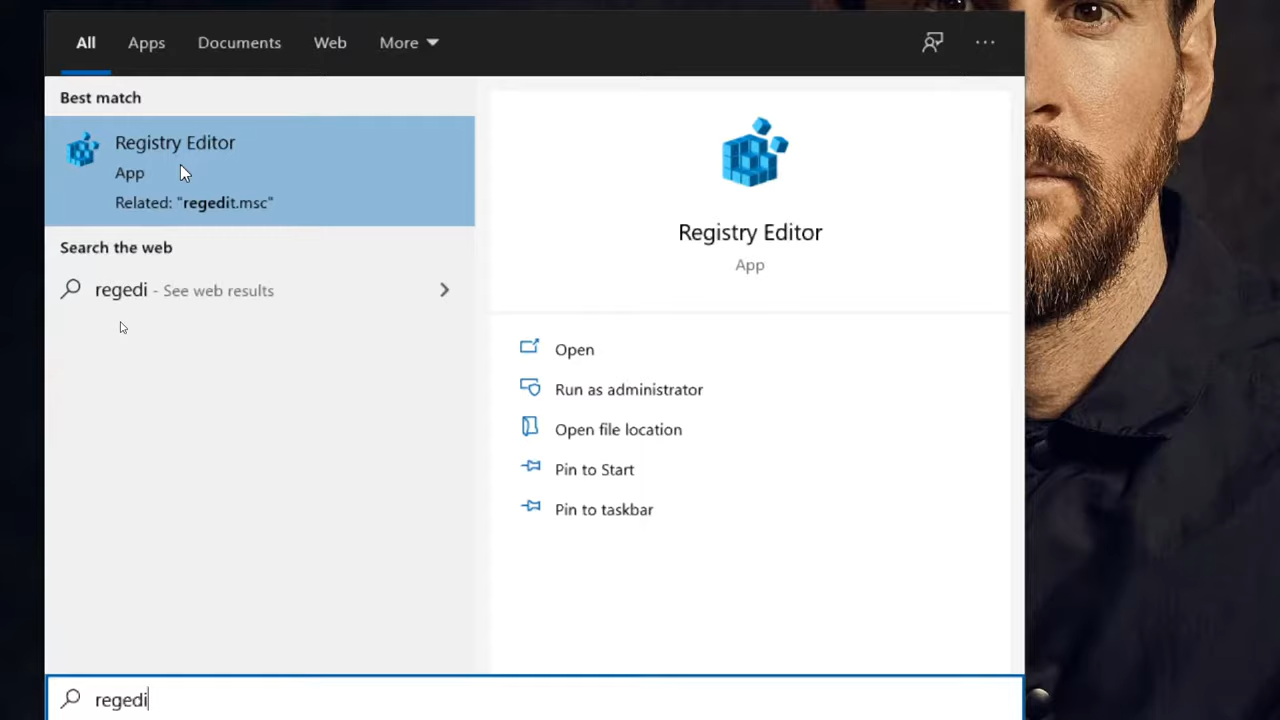 All Apps Documents Web More
Best match
Registry Editor
App
Related: "regedit.msc"
Search the web
regedi - See web results
Registry Editor
App
Open
Run as administrator
Open file location
Pin to Start
Pin to taskbar
regedi